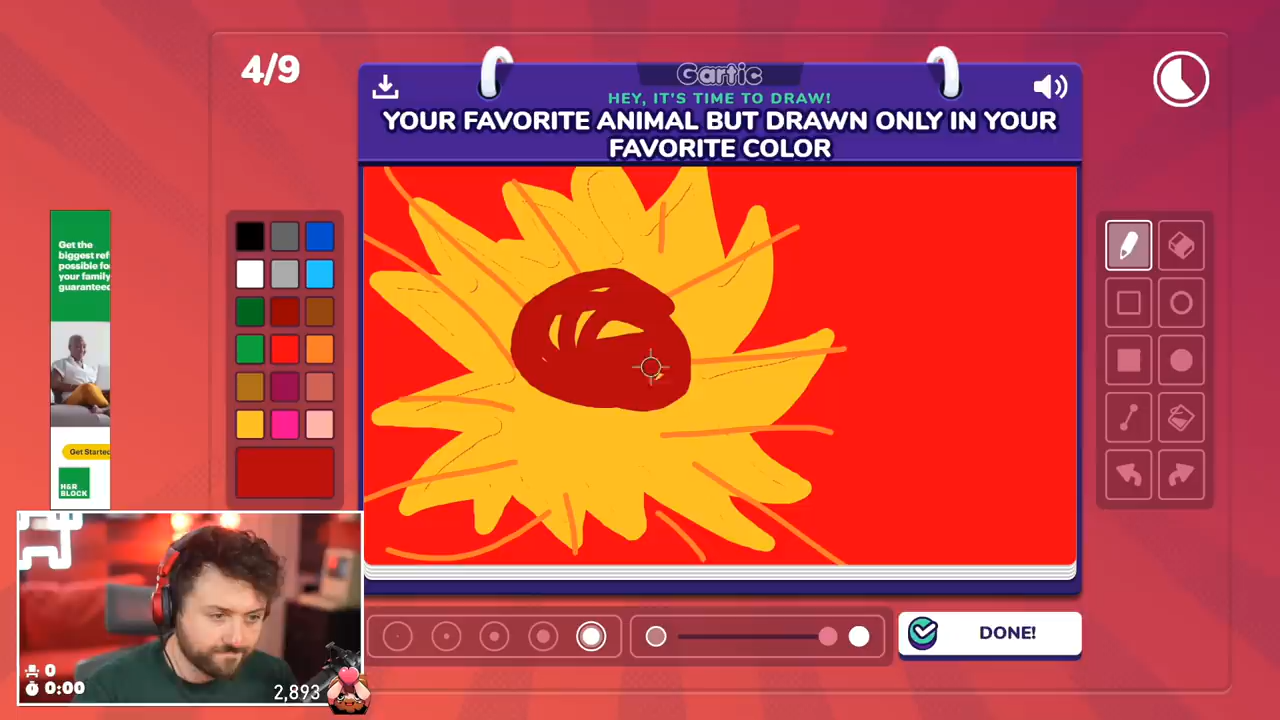 4/9
Gartic
HEY, IT'S TIME TO DRAW!
YOUR FAVORITE ANIMAL BUT DRAWN ONLY IN YOUR
FAVORITE COLOR
Get the
biggest ref
possible fo
your family
guarantee
Get Started
H&R
BLOCK
DONE!
0
0:00
2,893